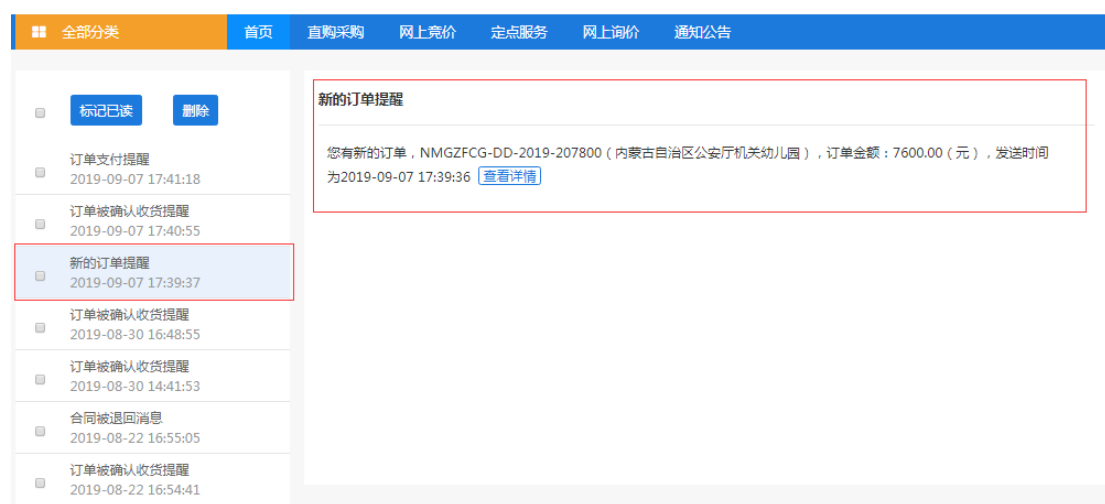 全部分类 首页 直购采购 网上竞价 定点服务 网上询价 通知公告
标记已读 删除
订单支付提醒
2019-09-07 17:41:18
订单被确认收货提醒
2019-09-07 17:40:55
新的订单提醒
2019-09-07 17:39:37
订单被确认收货提醒
2019-08-30 16:48:55
订单被确认收货提醒
2019-08-30 14:41:53
合同被退回消息
2019-08-22 16:55:05
订单被确认收货提醒
2019-08-22 16:54:41
新的订单提醒
您有新的订单，NMGZFCG-DD-2019-207800（内蒙古自治区公安厅机关幼儿园），订单金额：7600.00（元），发送时间
为2019-09-07 17:39:36 查看详情